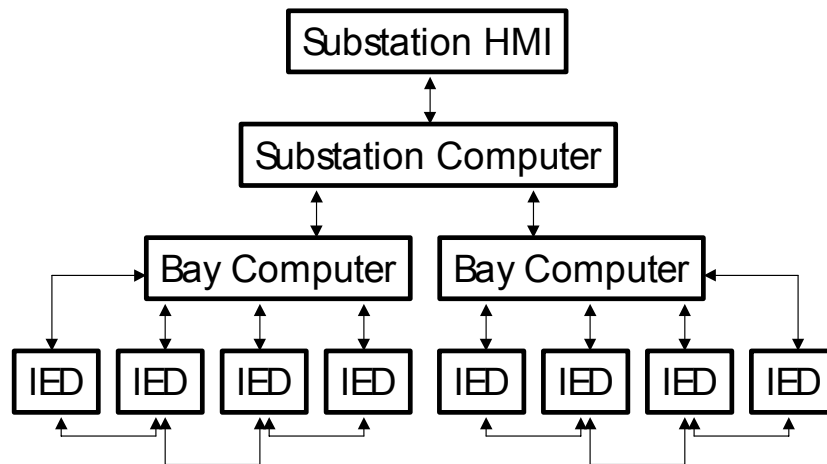 Substation HMI
Substation Computer
Bay Computer
Bay Computer
IED
IED
IED
IED
IED
IED
IED
IED